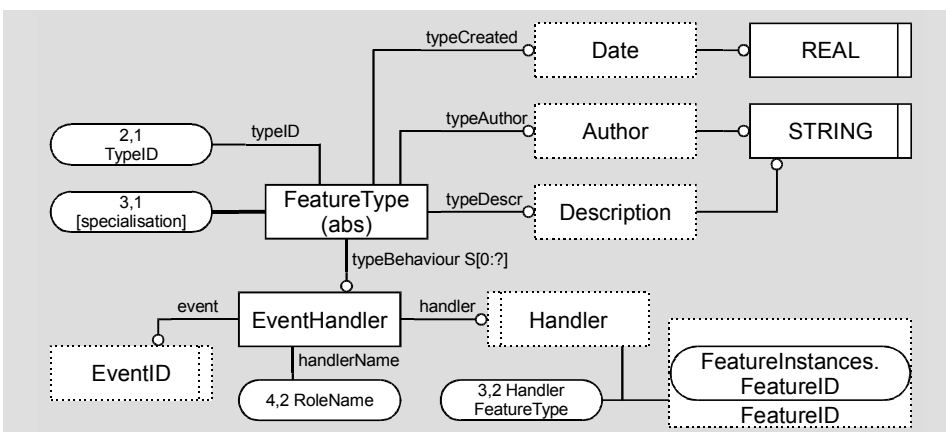 typeCreated
Date
REAL
2,1
TypeID
typeID
typeAuthor
Author
STRING
3,1
[specialisation]
FeatureType
(abs)
typeDescr
Description
typeBehaviour S[0:?]
event
EventHandler
handler
Handler
EventID
handlerName
4,2 RoleName
3,2 Handler
FeatureType
FeatureInstances.
FeatureID
FeatureID